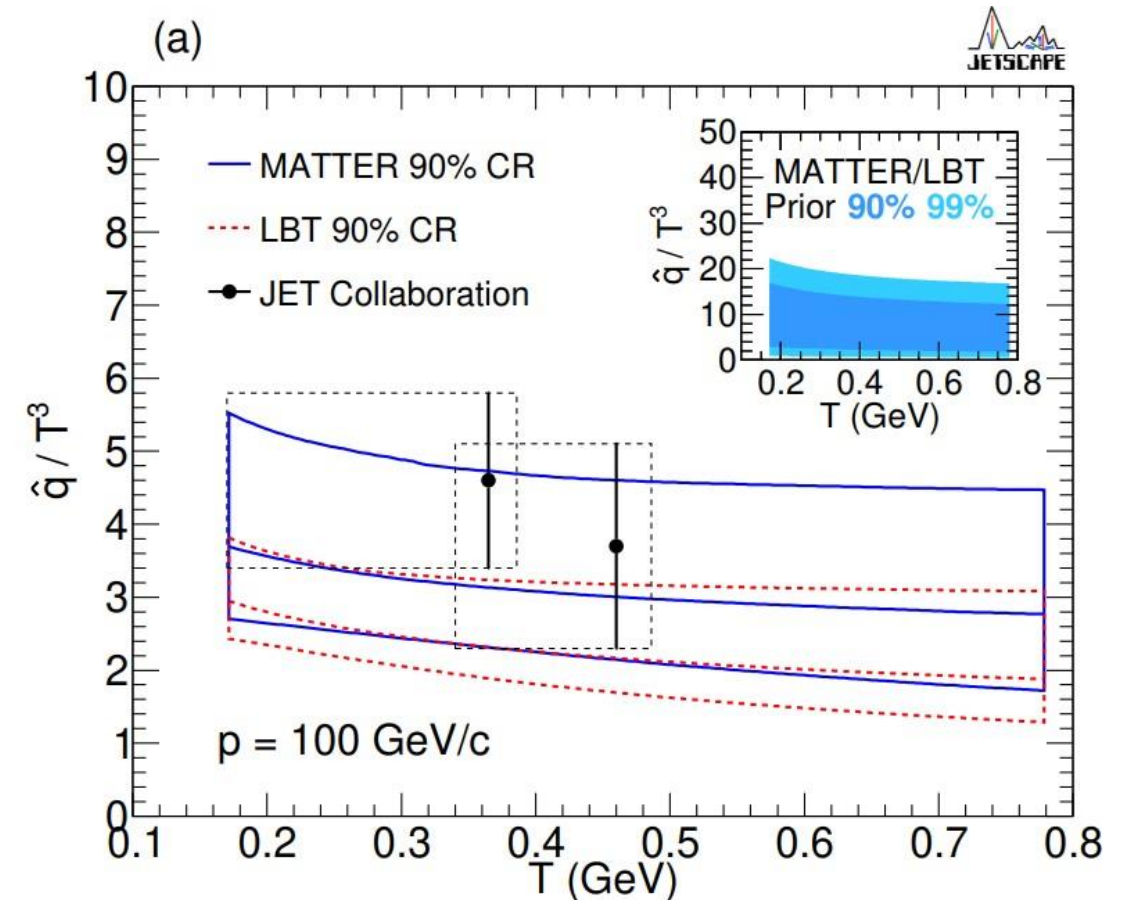 (a)
JETSCAPE
10
9
8
7
6
5
4
3
2
1
0
q̂ / T³
MATTER 90% CR
LBT 90% CR
JET Collaboration
p = 100 GeV/c
0.1 0.2 0.3 0.4 0.5 0.6 0.7 0.8
T (GeV)
50
40
30
20
10
0
q̂ / T³
MATTER/LBT
Prior 90% 99%
0.2 0.4 0.6 0.8
T (GeV)